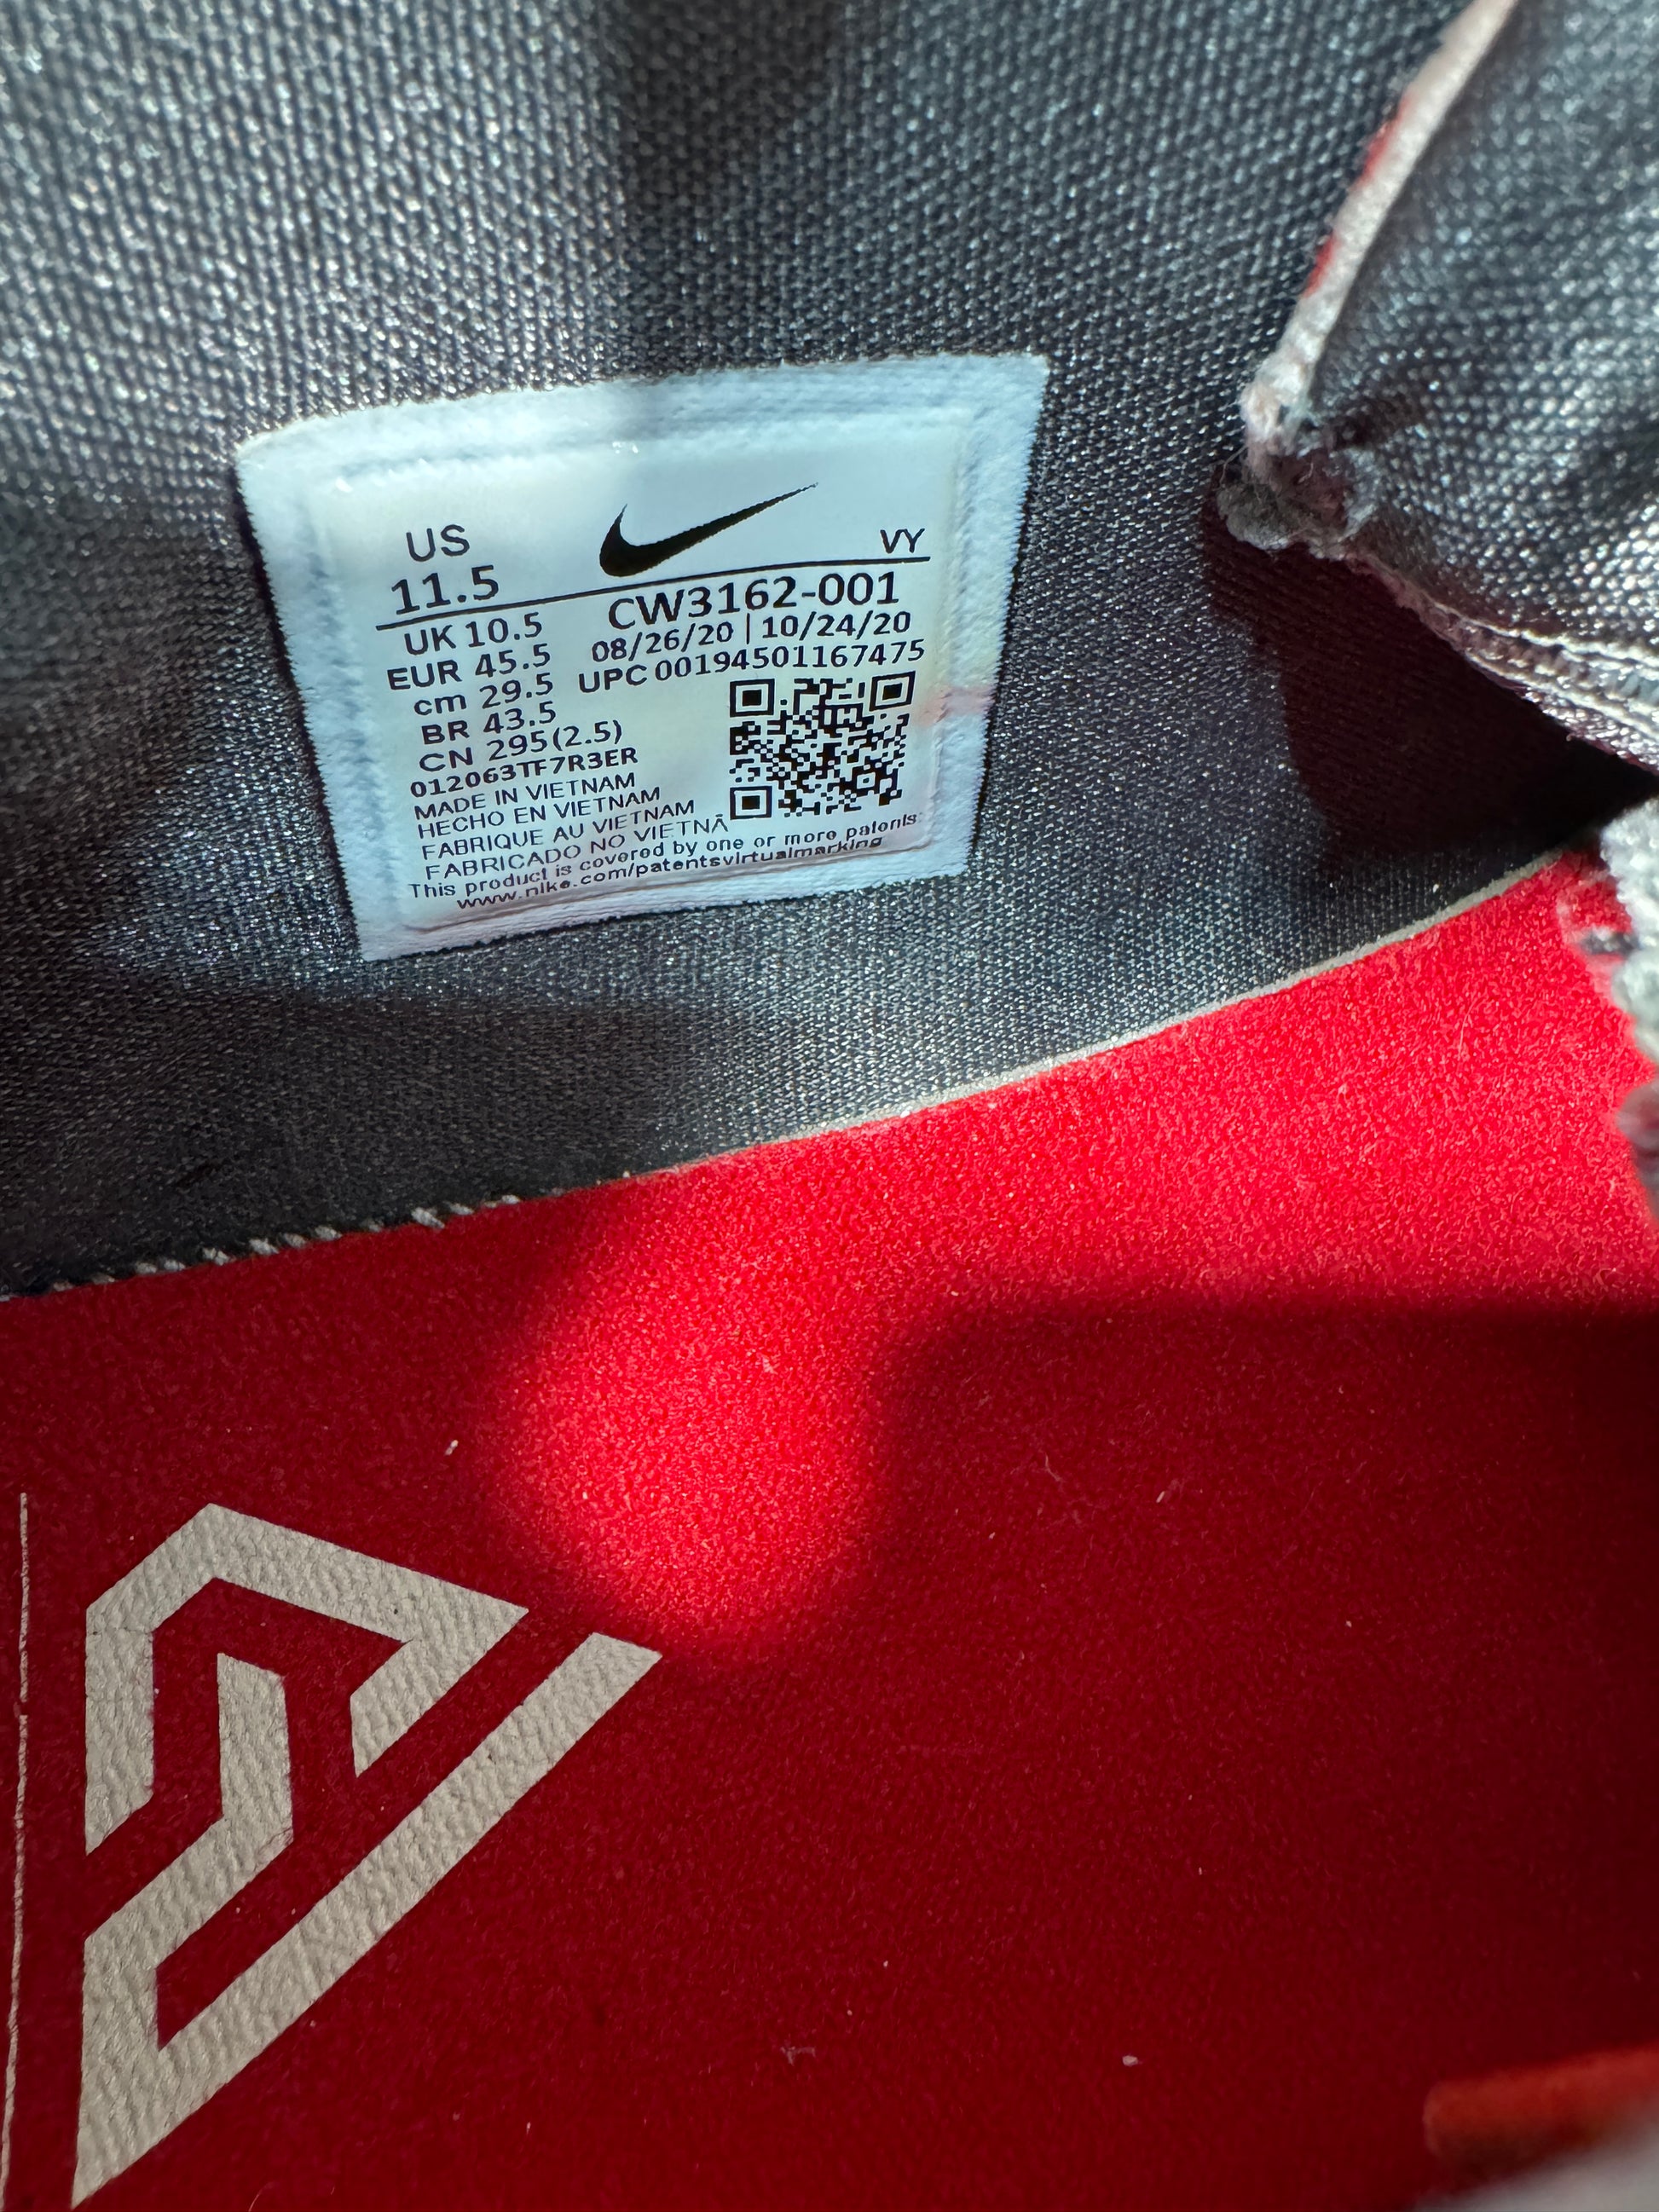 US
11.5
VY
UK 10.5
EUR 45.5
cm 29.5
BR 43.5
CN 295(2.5)
CW3162-001
08/26/20 | 10/24/20
UPC 00194501167475
012063TF7R3ER
MADE IN VIETNAM
HECHO EN VIETNAM
FABRIQUE AU VIETNAM
FABRICADO NO VIETNÃ
This product is covered by one or more patents:
www.nike.com/patentsvirtualmarking